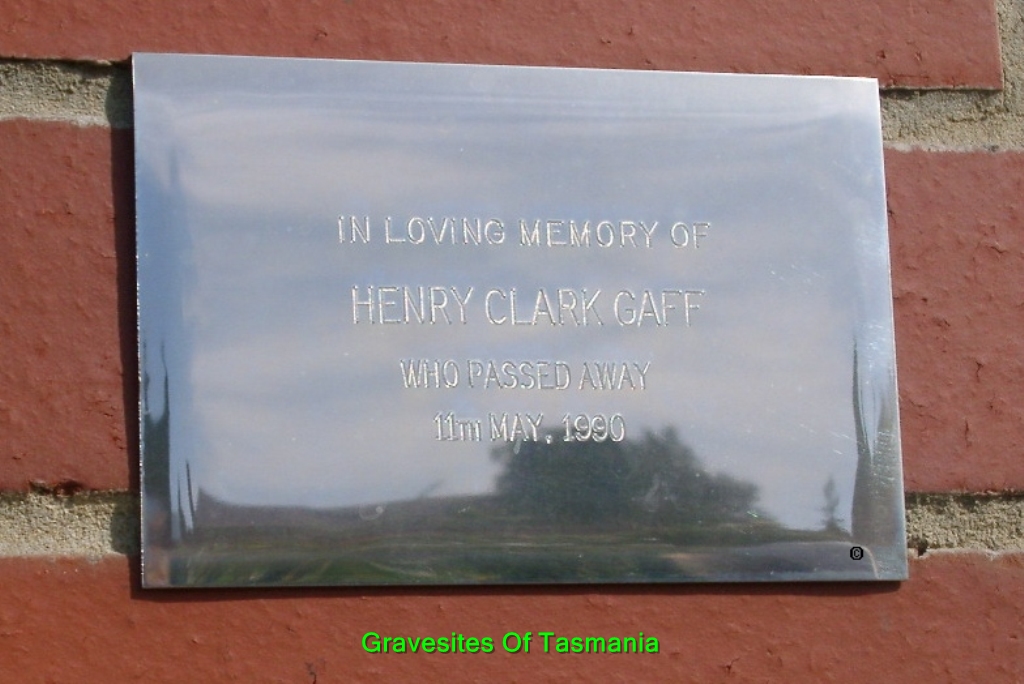 IN LOVING MEMORY OF
HENRY CLARK GAFF
WHO PASSED AWAY
11TH MAY, 1990
©
Gravesites Of Tasmania